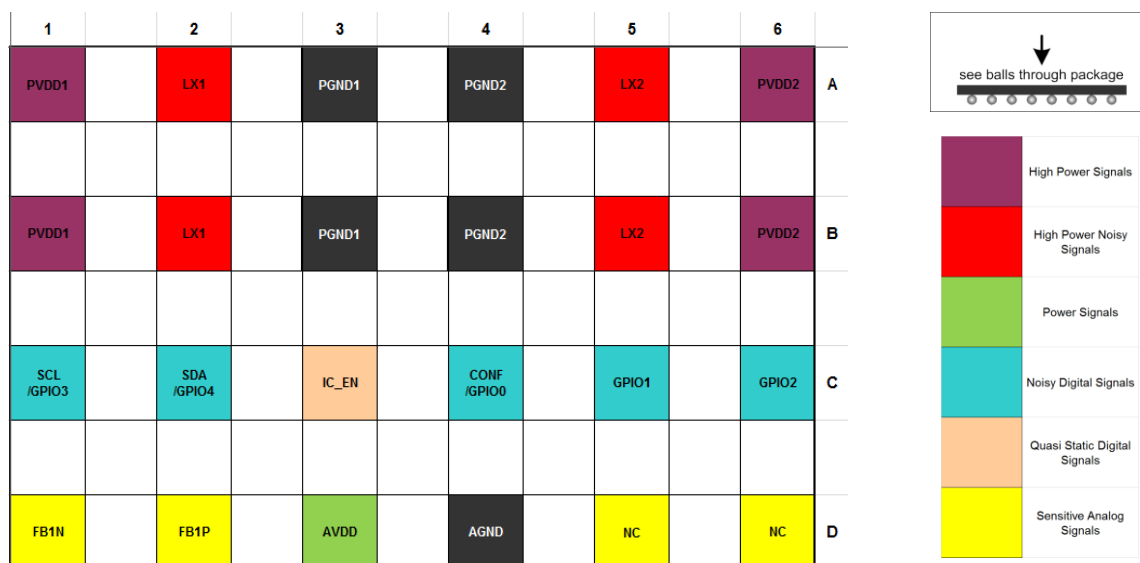 1 2 3 4 5 6
PVDD1 LX1 PGND1 PGND2 LX2 PVDD2 A
PVDD1 LX1 PGND1 PGND2 LX2 PVDD2 B
SCL SDA IC_EN CONF GPIO1 GPIO2 C
/GPIO3 /GPIO4 /GPIO0
FB1N FB1P AVDD AGND NC NC D
see balls through package
High Power Signals
High Power Noisy
Signals
Power Signals
Noisy Digital Signals
Quasi Static Digital
Signals
Sensitive Analog
Signals